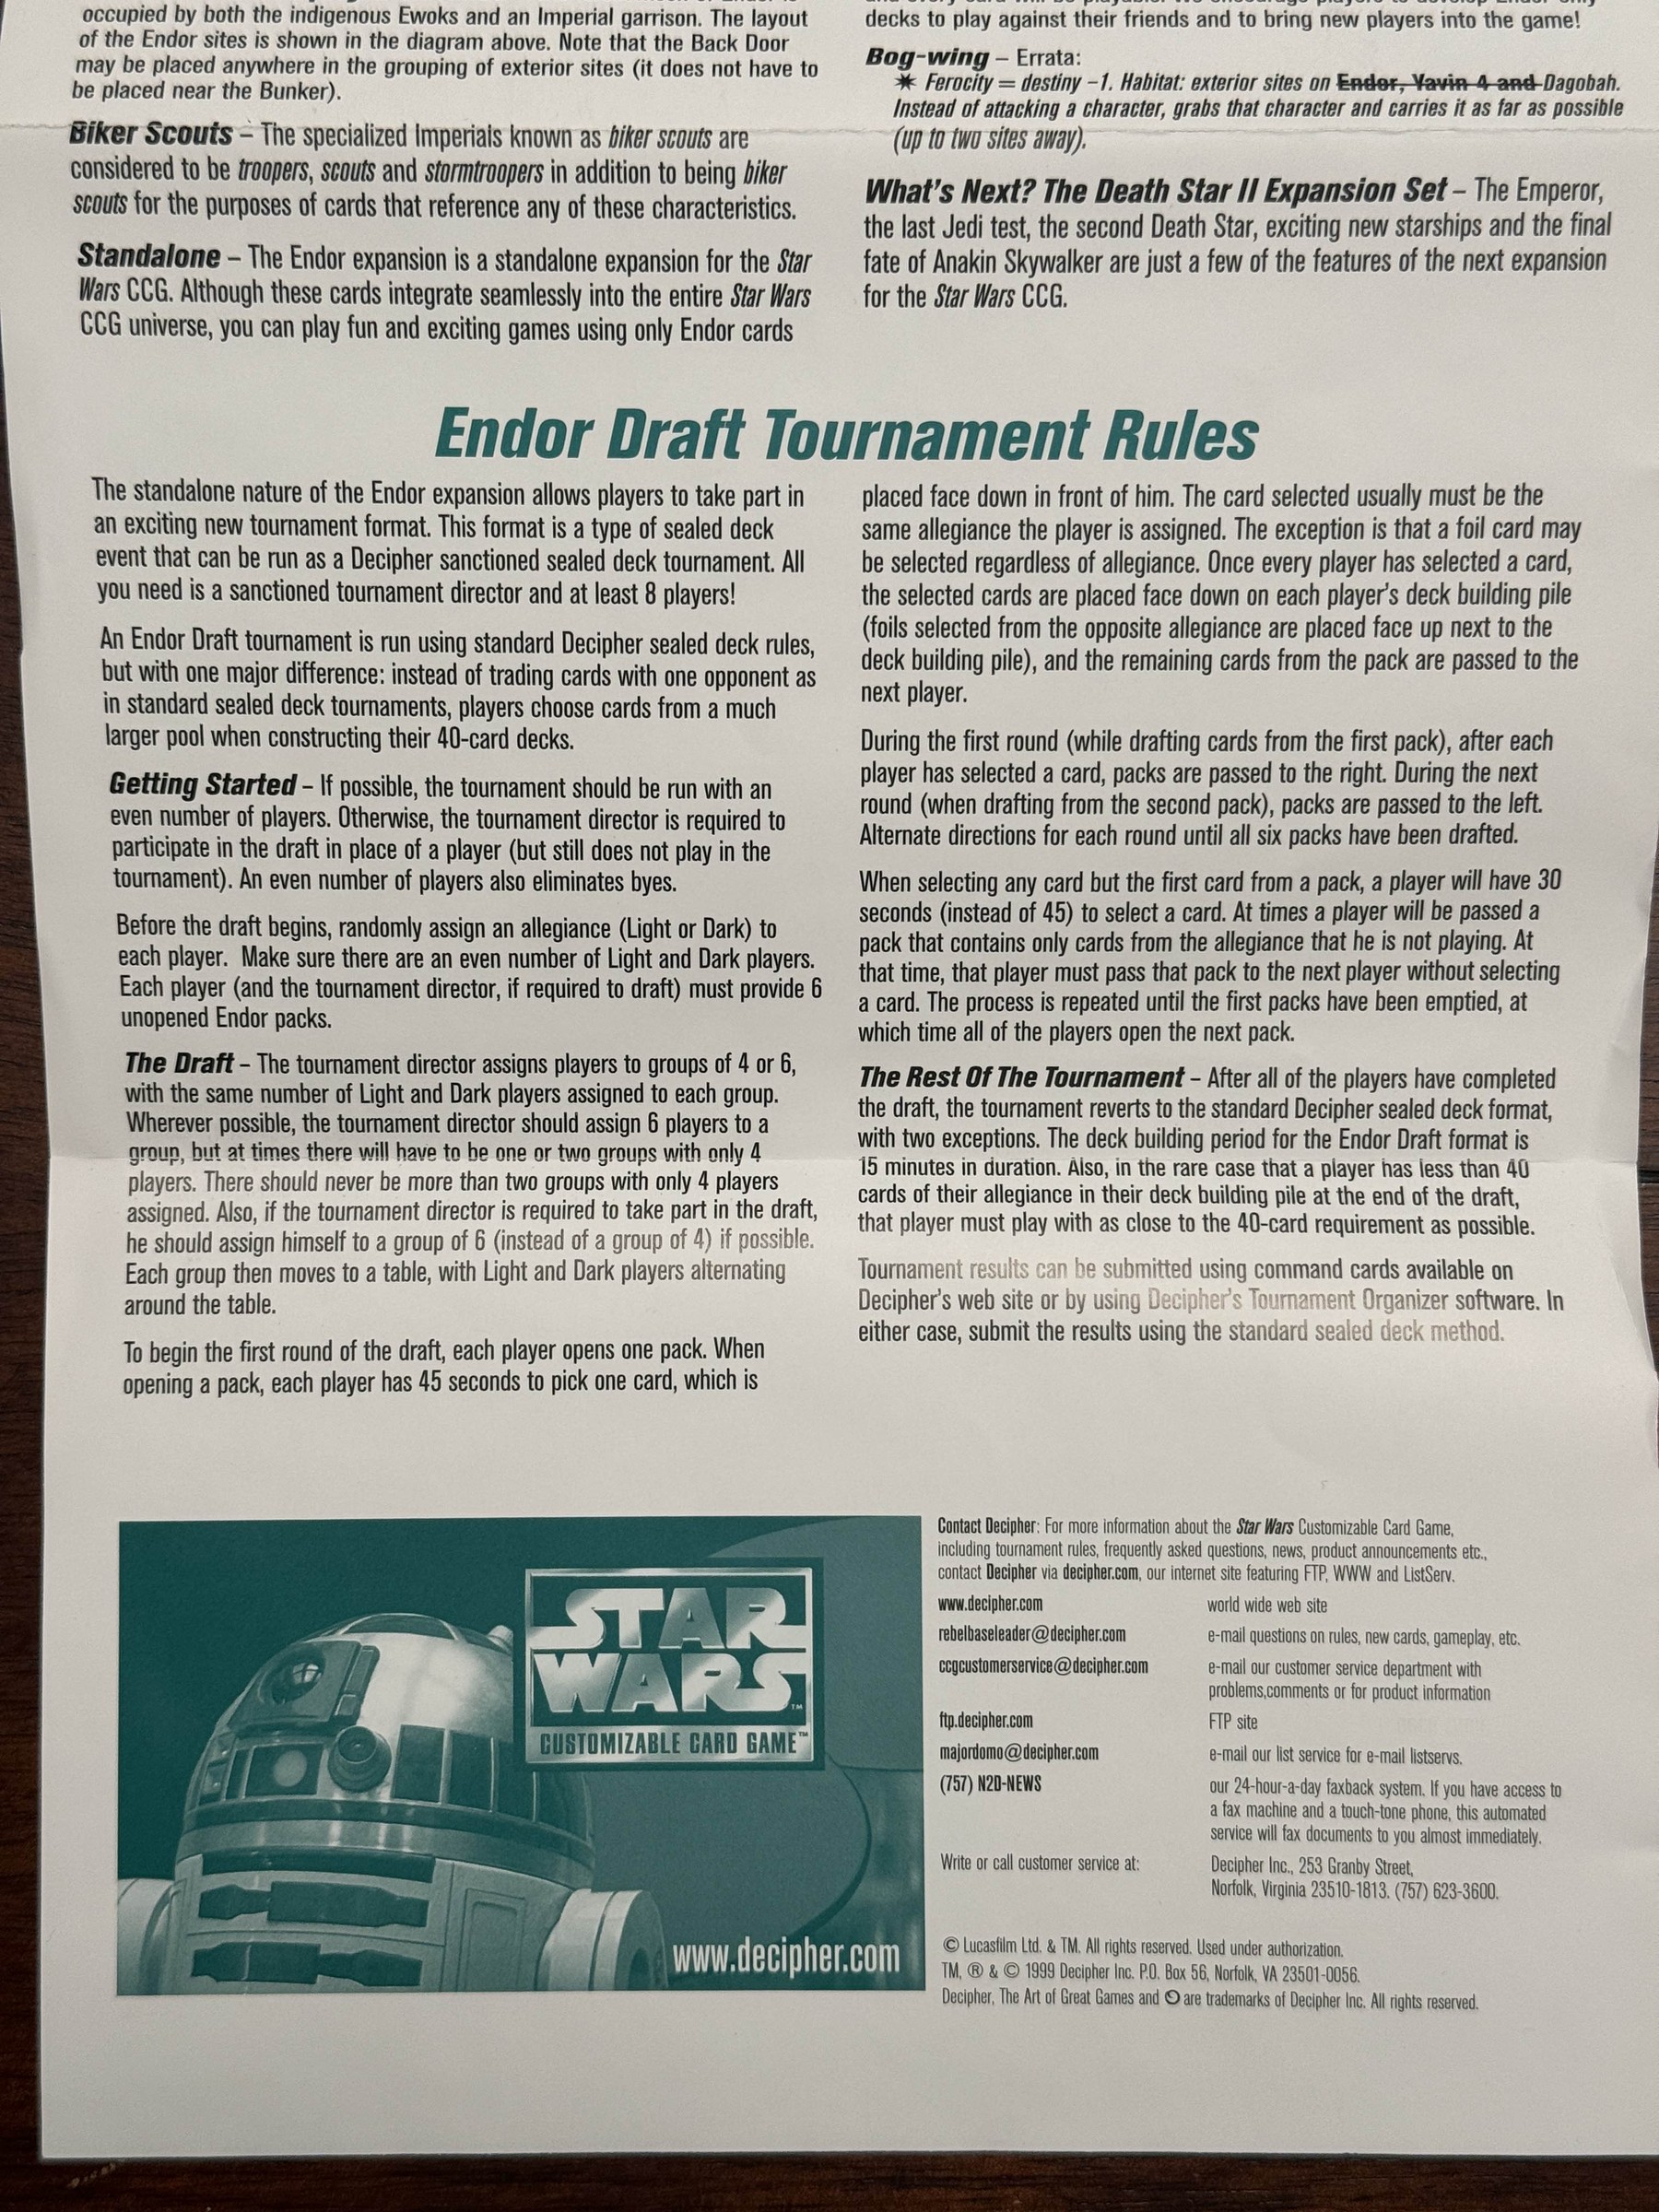 occupied by both the indigenous Ewoks and an Imperial garrison. The layout
of the Endor sites is shown in the diagram above. Note that the Back Door
may be placed anywhere in the grouping of exterior sites (it does not have to
be placed near the Bunker).
Biker Scouts – The specialized Imperials known as biker scouts are
considered to be troopers, scouts and stormtroopers in addition to being biker
scouts for the purposes of cards that reference any of these characteristics.
Standalone – The Endor expansion is a standalone expansion for the Star
Wars CCG. Although these cards integrate seamlessly into the entire Star Wars
CCG universe, you can play fun and exciting games using only Endor cards
decks to play against their friends and to bring new players into the game!
Bog-wing – Errata:
✷ Ferocity = destiny –1. Habitat: exterior sites on Endor, Yavin 4 and Dagobah.
Instead of attacking a character, grabs that character and carries it as far as possible
(up to two sites away).
What's Next? The Death Star II Expansion Set – The Emperor,
the last Jedi test, the second Death Star, exciting new starships and the final
fate of Anakin Skywalker are just a few of the features of the next expansion
for the Star Wars CCG.
Endor Draft Tournament Rules
The standalone nature of the Endor expansion allows players to take part in
an exciting new tournament format. This format is a type of sealed deck
event that can be run as a Decipher sanctioned sealed deck tournament. All
you need is a sanctioned tournament director and at least 8 players!
An Endor Draft tournament is run using standard Decipher sealed deck rules,
but with one major difference: instead of trading cards with one opponent as
in standard sealed deck tournaments, players choose cards from a much
larger pool when constructing their 40-card decks.
Getting Started – If possible, the tournament should be run with an
even number of players. Otherwise, the tournament director is required to
participate in the draft in place of a player (but still does not play in the
tournament). An even number of players also eliminates byes.
Before the draft begins, randomly assign an allegiance (Light or Dark) to
each player. Make sure there are an even number of Light and Dark players.
Each player (and the tournament director, if required to draft) must provide 6
unopened Endor packs.
The Draft – The tournament director assigns players to groups of 4 or 6,
with the same number of Light and Dark players assigned to each group.
Wherever possible, the tournament director should assign 6 players to a
group, but at times there will have to be one or two groups with only 4
players. There should never be more than two groups with only 4 players
assigned. Also, if the tournament director is required to take part in the draft,
he should assign himself to a group of 6 (instead of a group of 4) if possible.
Each group then moves to a table, with Light and Dark players alternating
around the table.
To begin the first round of the draft, each player opens one pack. When
opening a pack, each player has 45 seconds to pick one card, which is
placed face down in front of him. The card selected usually must be the
same allegiance the player is assigned. The exception is that a foil card may
be selected regardless of allegiance. Once every player has selected a card,
the selected cards are placed face down on each player's deck building pile
(foils selected from the opposite allegiance are placed face up next to the
deck building pile), and the remaining cards from the pack are passed to the
next player.
During the first round (while drafting cards from the first pack), after each
player has selected a card, packs are passed to the right. During the next
round (when drafting from the second pack), packs are passed to the left.
Alternate directions for each round until all six packs have been drafted.
When selecting any card but the first card from a pack, a player will have 30
seconds (instead of 45) to select a card. At times a player will be passed a
pack that contains only cards from the allegiance that he is not playing. At
that time, that player must pass that pack to the next player without selecting
a card. The process is repeated until the first packs have been emptied, at
which time all of the players open the next pack.
The Rest Of The Tournament – After all of the players have completed
the draft, the tournament reverts to the standard Decipher sealed deck format,
with two exceptions. The deck building period for the Endor Draft format is
15 minutes in duration. Also, in the rare case that a player has less than 40
cards of their allegiance in their deck building pile at the end of the draft,
that player must play with as close to the 40-card requirement as possible.
Tournament results can be submitted using command cards available on
Decipher's web site or by using Decipher's Tournament Organizer software. In
either case, submit the results using the standard sealed deck method.
STAR
WARS™
CUSTOMIZABLE CARD GAME™
www.decipher.com
Contact Decipher: For more information about the Star Wars Customizable Card Game,
including tournament rules, frequently asked questions, news, product announcements etc.,
contact Decipher via decipher.com, our internet site featuring FTP, WWW and ListServ.
www.decipher.com world wide web site
rebelbaseleader@decipher.com e-mail questions on rules, new cards, gameplay, etc.
ccgcustomerservice@decipher.com e-mail our customer service department with
problems,comments or for product information
ftp.decipher.com FTP site
majordomo@decipher.com e-mail our list service for e-mail listservs.
(757) N2D-NEWS our 24-hour-a-day faxback system. If you have access to
a fax machine and a touch-tone phone, this automated
service will fax documents to you almost immediately.
Write or call customer service at: Decipher Inc., 253 Granby Street,
Norfolk, Virginia 23510-1813. (757) 623-3600.
© Lucasfilm Ltd. & TM. All rights reserved. Used under authorization.
TM, ® & © 1999 Decipher Inc. P.O. Box 56, Norfolk, VA 23501-0056.
Decipher, The Art of Great Games and are trademarks of Decipher Inc. All rights reserved.